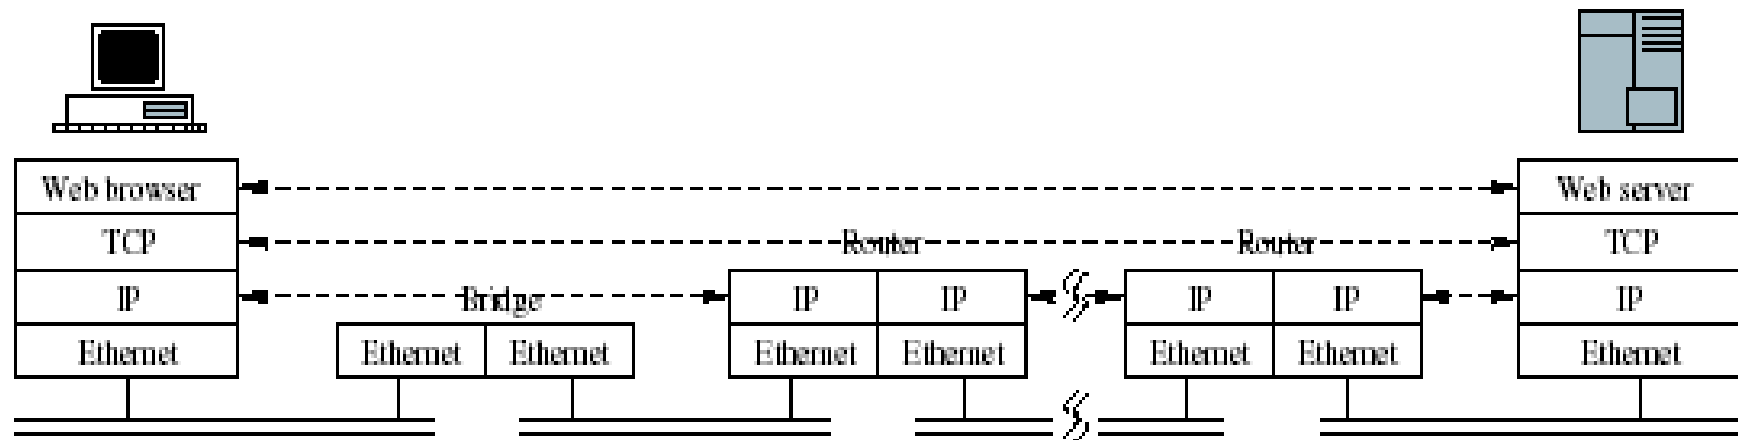 Web browser
Web server
TCP
Router
Router
TCP
IP
Bridge
IP
IP
IP
IP
IP
Ethernet
Ethernet
Ethernet
Ethernet
Ethernet
Ethernet
Ethernet
Ethernet